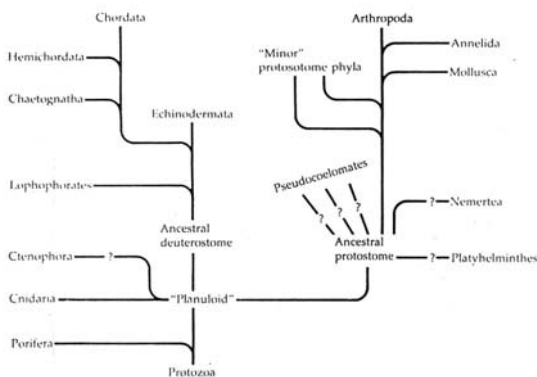 Chordata
Arthropoda
Hemichordata
"Minor"
protosotome phyla
Annelida
Mollusca
Chaetognatha
Echinodermata
Pseudocoelomates
Lophophorates
? ? ?
? Nemertea
Ancestral
deuterostome
Ancestral
protostome
? Platyhelminthes
Ctenophora ?
Cnidaria
"Planuloid"
Porifera
Protozoa